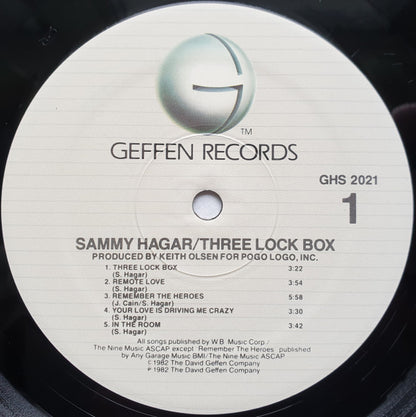 G
TM
GEFFEN RECORDS
GHS 2021
1
SAMMY HAGAR/THREE LOCK BOX
PRODUCED BY KEITH OLSEN FOR POGO LOGO, INC.
1. THREE LOCK BOX 3:22
(S. Hagar)
2. REMOTE LOVE 3:54
(S. Hagar)
3. REMEMBER THE HEROES 5:58
(J. Cain/S. Hagar)
4. YOUR LOVE IS DRIVING ME CRAZY 3:30
(S. Hagar)
5. IN THE ROOM 3:42
(S. Hagar)
All songs published by W.B. Music Corp./
The Nine Music ASCAP except "Remember The Heroes" published
by Any Garage Music BMI/The Nine Music ASCAP
© 1982 The David Geffen Company
℗ 1982 The David Geffen Company